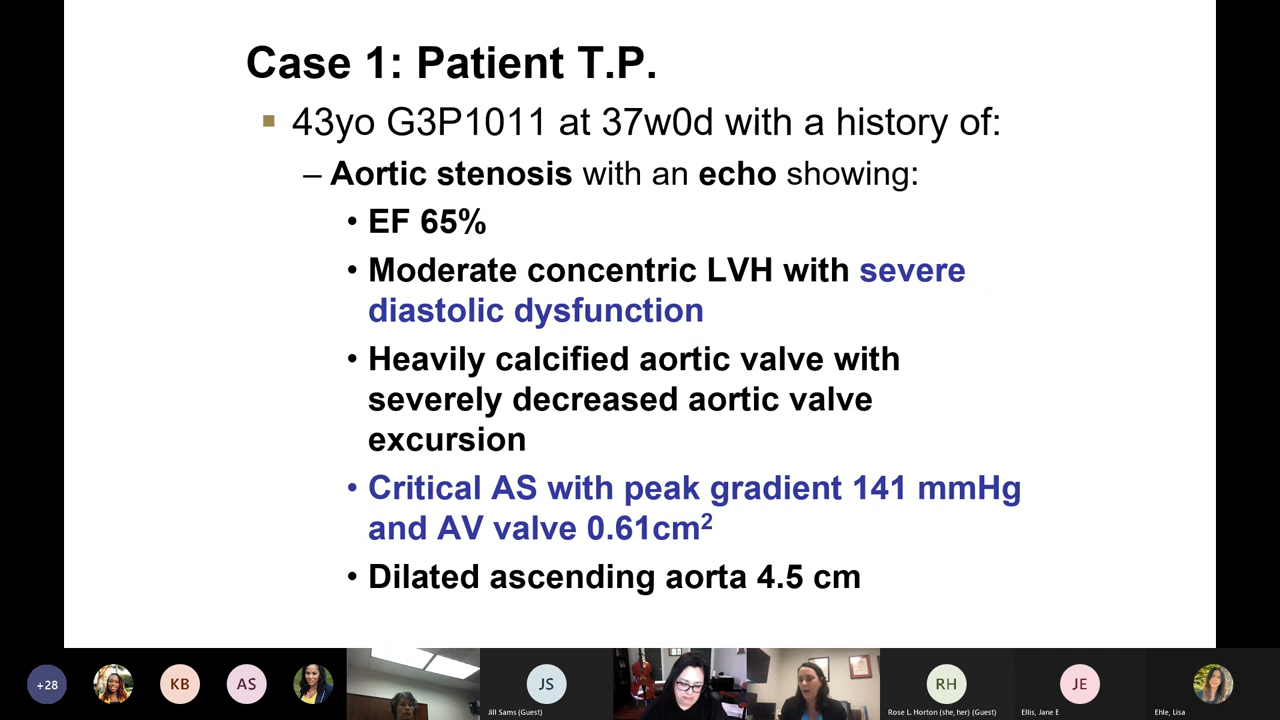 Case 1: Patient T.P.
▪ 43yo G3P1011 at 37w0d with a history of:
– Aortic stenosis with an echo showing:
• EF 65%
• Moderate concentric LVH with severe
diastolic dysfunction
• Heavily calcified aortic valve with
severely decreased aortic valve
excursion
• Critical AS with peak gradient 141 mmHg
and AV valve 0.61cm²
• Dilated ascending aorta 4.5 cm
+28
KB
AS
JS
RH
JE
Jill Sams (Guest)
Rose L. Horton (she, her) (Guest)
Ellis, Jane E
Ehle, Lisa